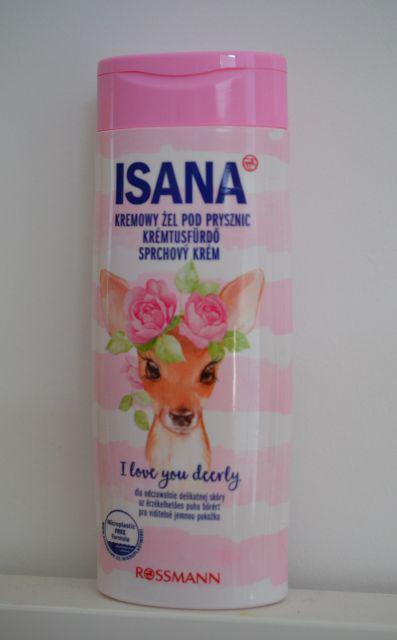 ISANA
KREMOWY ŻEL POD PRYSZNIC
KRÉMTUSFÜRDŐ
SPRCHOVÝ KRÉM
I love you deerly
dla odczuwalnie delikatnej skóry
az érzékelhetően puha bőrért
pro viditelně jemnou pokožku
Microplastic
FREE
Formula
ROSSMANN